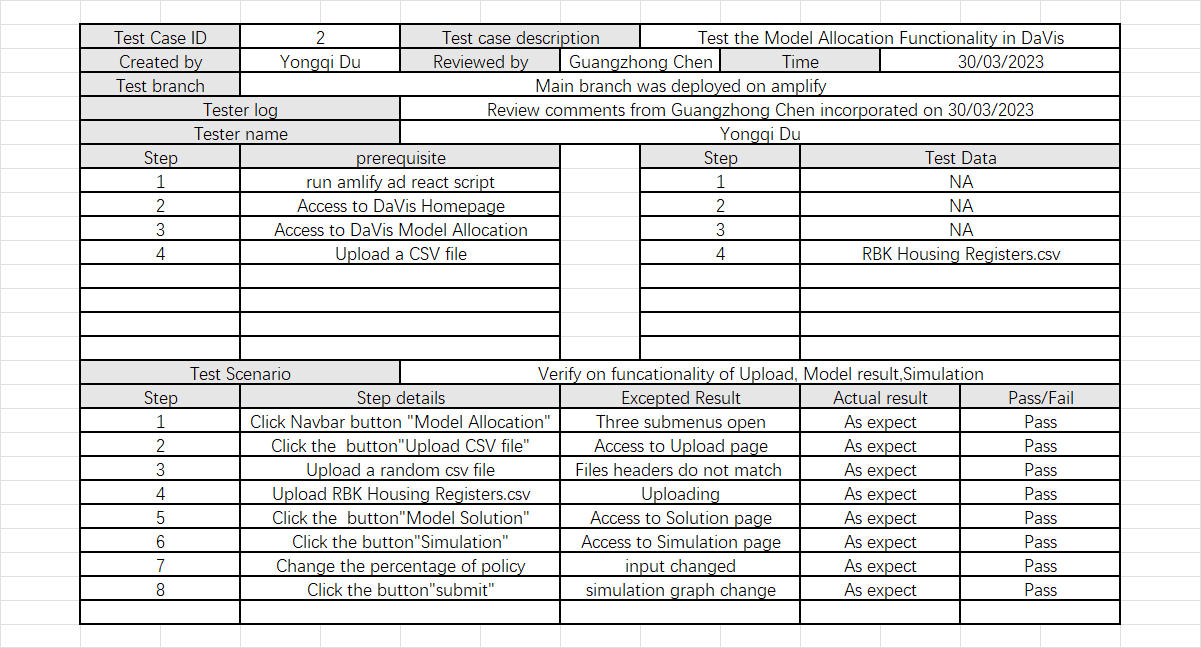 Test Case ID 2 Test case description Test the Model Allocation Functionality in DaVis
Created by Yongqi Du Reviewed by Guangzhong Chen Time 30/03/2023
Test branch Main branch was deployed on amplify
Tester log Review comments from Guangzhong Chen incorporated on 30/03/2023
Tester name Yongqi Du
Step prerequisite Step Test Data
1 run amlify ad react script 1 NA
2 Access to DaVis Homepage 2 NA
3 Access to DaVis Model Allocation 3 NA
4 Upload a CSV file 4 RBK Housing Registers.csv
Test Scenario Verify on funcationality of Upload, Model result,Simulation
Step Step details Excepted Result Actual result Pass/Fail
1 Click Navbar button "Model Allocation" Three submenus open As expect Pass
2 Click the  button"Upload CSV file" Access to Upload page As expect Pass
3 Upload a random csv file Files headers do not match As expect Pass
4 Upload RBK Housing Registers.csv Uploading As expect Pass
5 Click the  button"Model Solution" Access to Solution page As expect Pass
6 Click the button"Simulation" Access to Simulation page As expect Pass
7 Change the percentage of policy input changed As expect Pass
8 Click the button"submit" simulation graph change As expect Pass